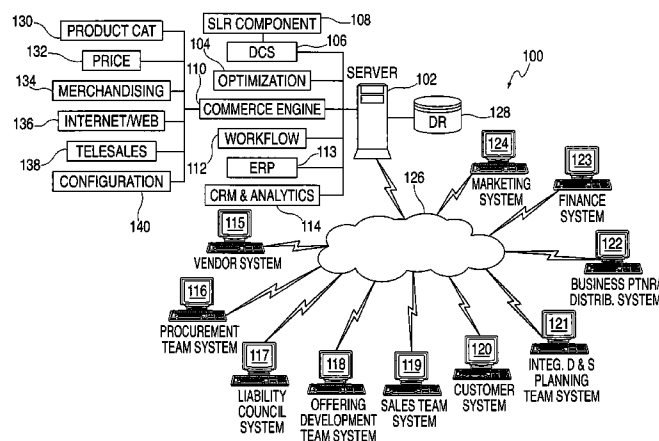 130
PRODUCT CAT
132
PRICE
134
MERCHANDISING
136
INTERNET/WEB
138
TELESALES
CONFIGURATION
140
SLR COMPONENT
108
104
DCS
106
OPTIMIZATION
110
COMMERCE ENGINE
WORKFLOW
112
113
ERP
CRM & ANALYTICS
114
SERVER
102
100
128
DR
126
124
MARKETING
SYSTEM
123
FINANCE
SYSTEM
122
BUSINESS PTNR/
DISTRIB. SYSTEM
121
INTEG. D & S
PLANNING
TEAM SYSTEM
120
CUSTOMER
SYSTEM
119
SALES TEAM
SYSTEM
118
OFFERING
DEVELOPMENT
TEAM SYSTEM
117
LIABILITY
COUNCIL
SYSTEM
116
PROCUREMENT
TEAM SYSTEM
115
VENDOR SYSTEM